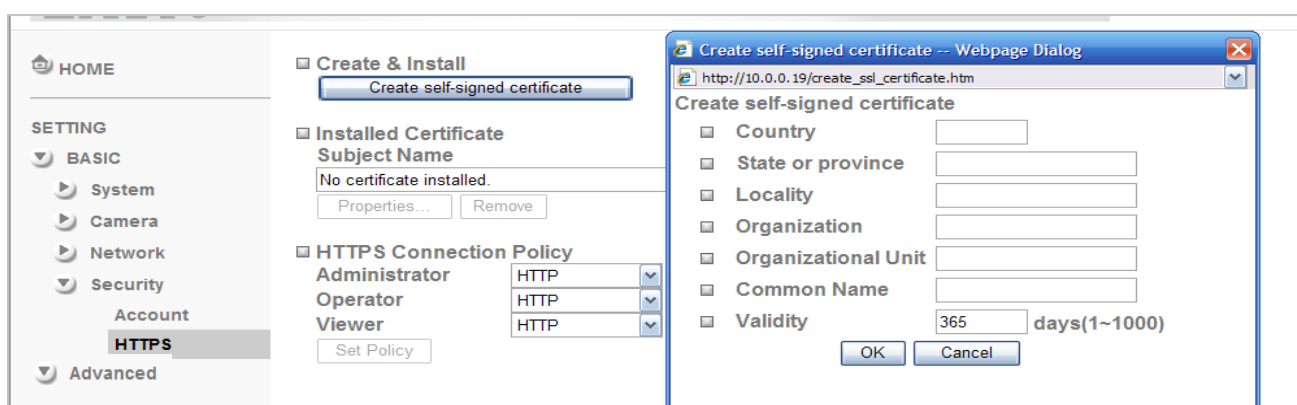 HOME
SETTING
BASIC
System
Camera
Network
Security
Account
HTTPS
Advanced
Create & Install
Create self-signed certificate
Installed Certificate
Subject Name
No certificate installed.
Properties... Remove
HTTPS Connection Policy
Administrator HTTP
Operator HTTP
Viewer HTTP
Set Policy
Create self-signed certificate -- Webpage Dialog
http://10.0.0.19/create_ssl_certificate.htm
Create self-signed certificate
Country
State or province
Locality
Organization
Organizational Unit
Common Name
Validity 365 days(1~1000)
OK Cancel